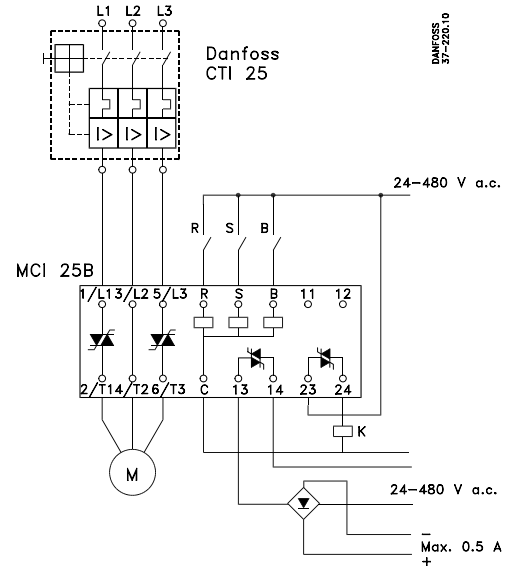 L1 L2 L3
DANFOSS
37-220.10
Danfoss
CTI 25
I> I> I>
24-480 V a.c.
R S B
MCI 25B
1/L1 3/L2 5/L3 R S B 11 12
2/T1 4/T2 6/T3 C 13 14 23 24
K
M
24-480 V a.c.
-
Max. 0.5 A
+